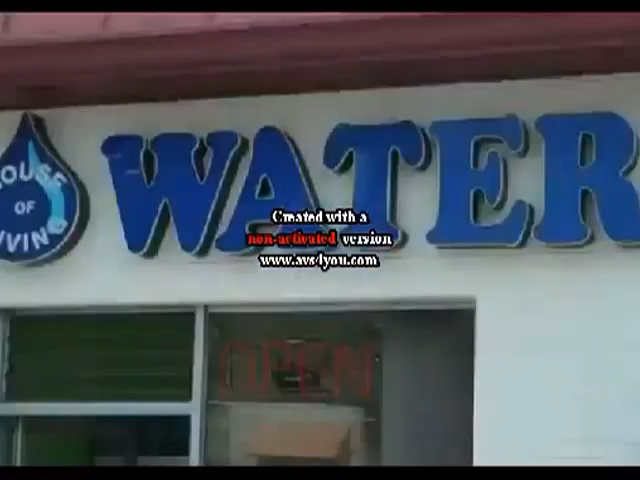 HOUSE
OF
LIVING
WATER
Created with a
non-activated version
www.avs4you.com
OPEN